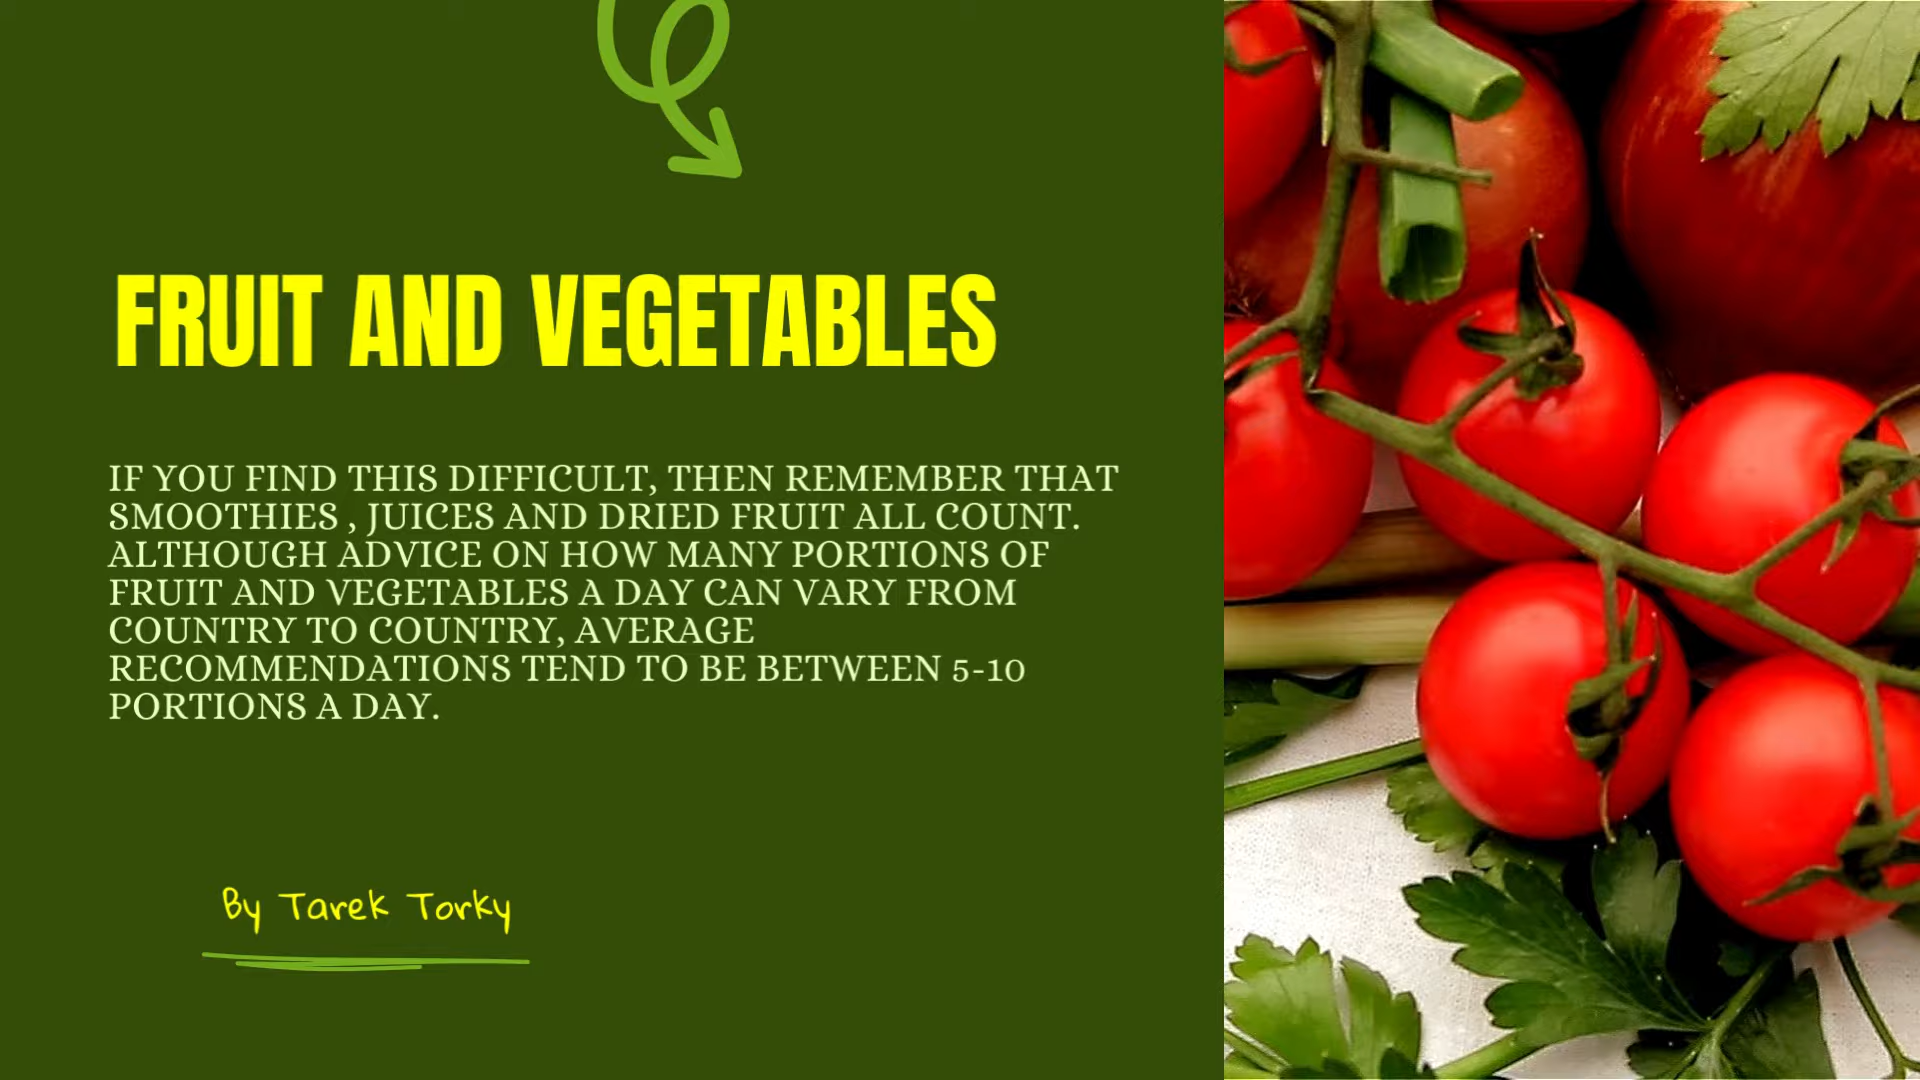 FRUIT AND VEGETABLES
IF YOU FIND THIS DIFFICULT, THEN REMEMBER THAT
SMOOTHIES , JUICES AND DRIED FRUIT ALL COUNT.
ALTHOUGH ADVICE ON HOW MANY PORTIONS OF
FRUIT AND VEGETABLES A DAY CAN VARY FROM
COUNTRY TO COUNTRY, AVERAGE
RECOMMENDATIONS TEND TO BE BETWEEN 5-10
PORTIONS A DAY.
By Tarek Torky